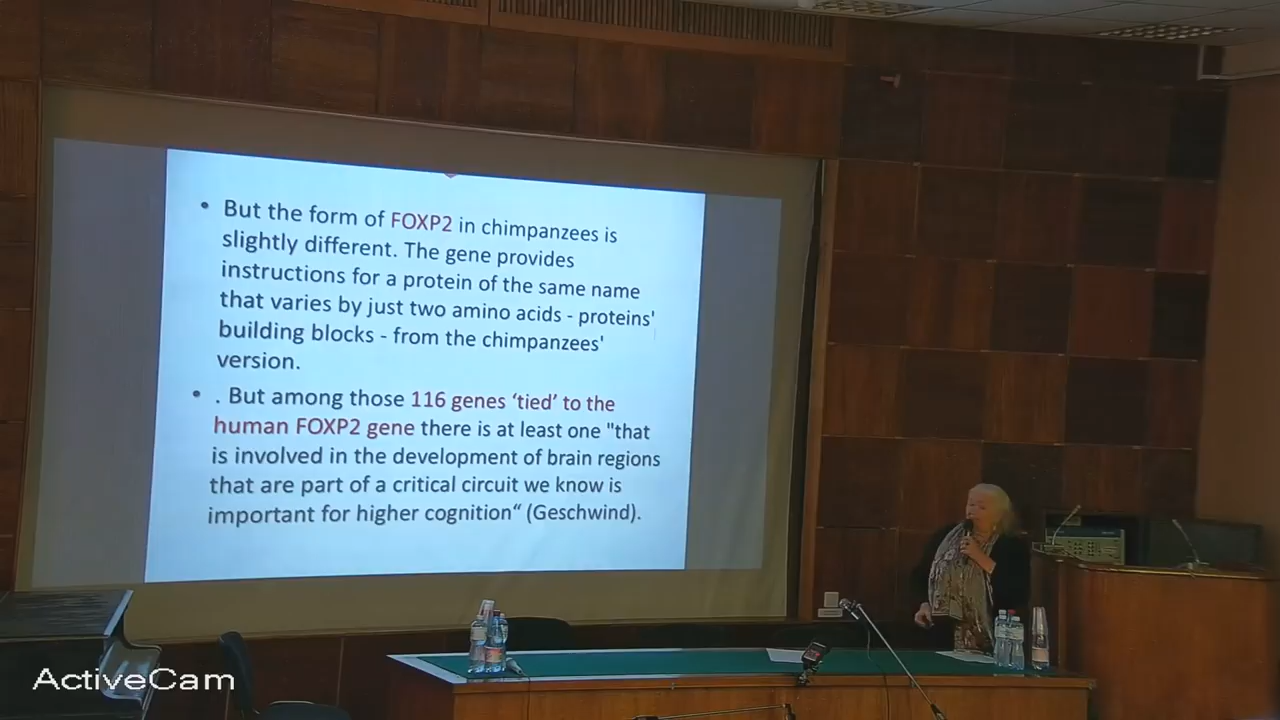 • But the form of FOXP2 in chimpanzees is
slightly different. The gene provides
instructions for a protein of the same name
that varies by just two amino acids - proteins'
building blocks - from the chimpanzees'
version.
• . But among those 116 genes ‘tied’ to the
human FOXP2 gene there is at least one "that
is involved in the development of brain regions
that are part of a critical circuit we know is
important for higher cognition“ (Geschwind).
ActiveCam